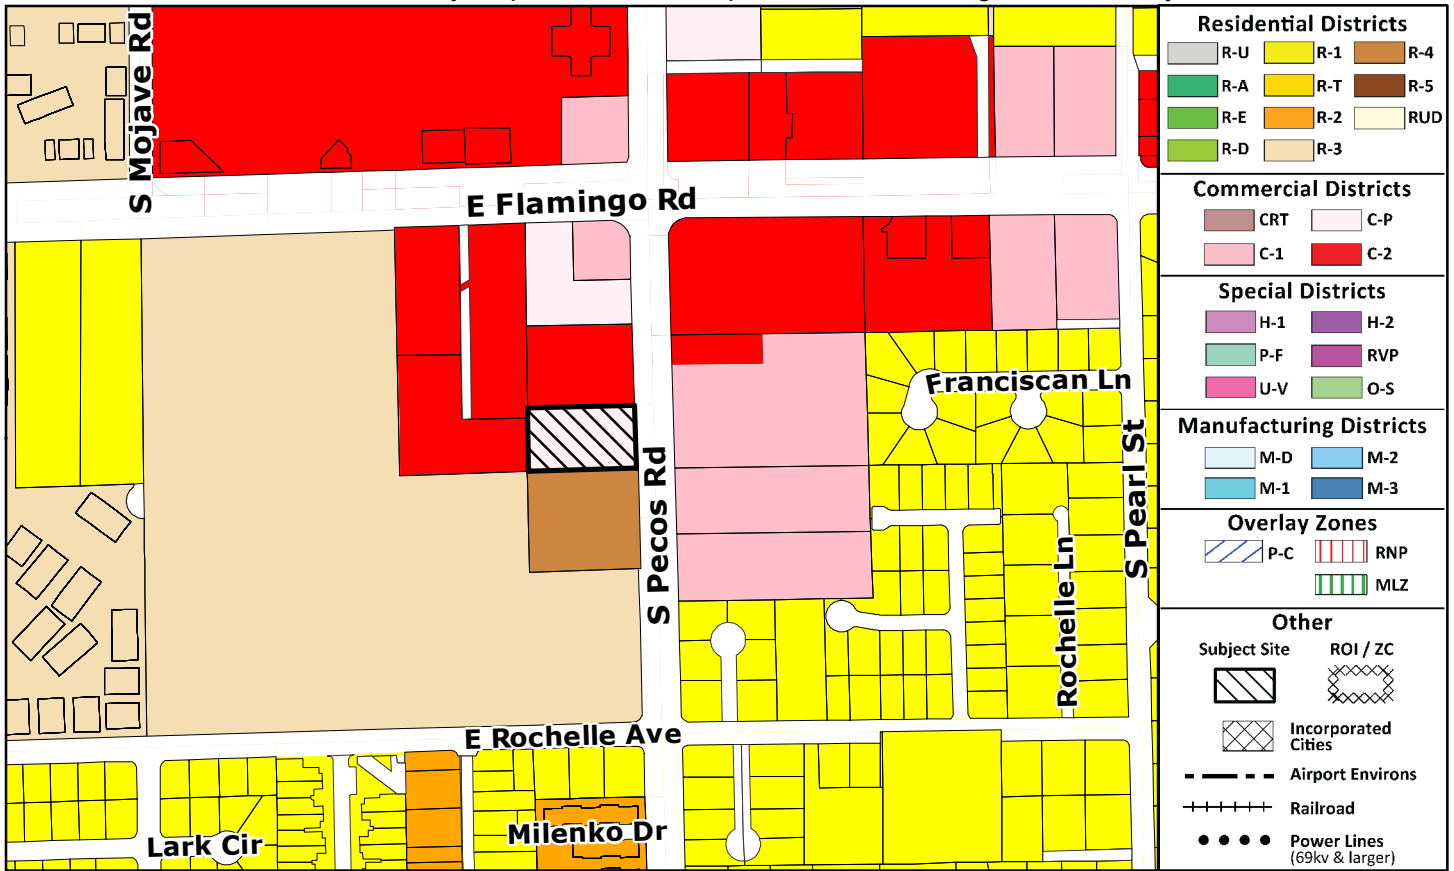 S Mojave Rd
E Flamingo Rd
Franciscan Ln
S Pearl St
S Pecos Rd
Rochelle Ln
E Rochelle Ave
Milenko Dr
Lark Cir
Residential Districts
R-U R-1 R-4
R-A R-T R-5
R-E R-2 RUD
R-D R-3
Commercial Districts
CRT C-P
C-1 C-2
Special Districts
H-1 H-2
P-F RVP
U-V O-S
Manufacturing Districts
M-D M-2
M-1 M-3
Overlay Zones
P-C RNP
MLZ
Other
Subject Site ROI / ZC
Incorporated
Cities
Airport Environs
Railroad
Power Lines
(69kv & larger)